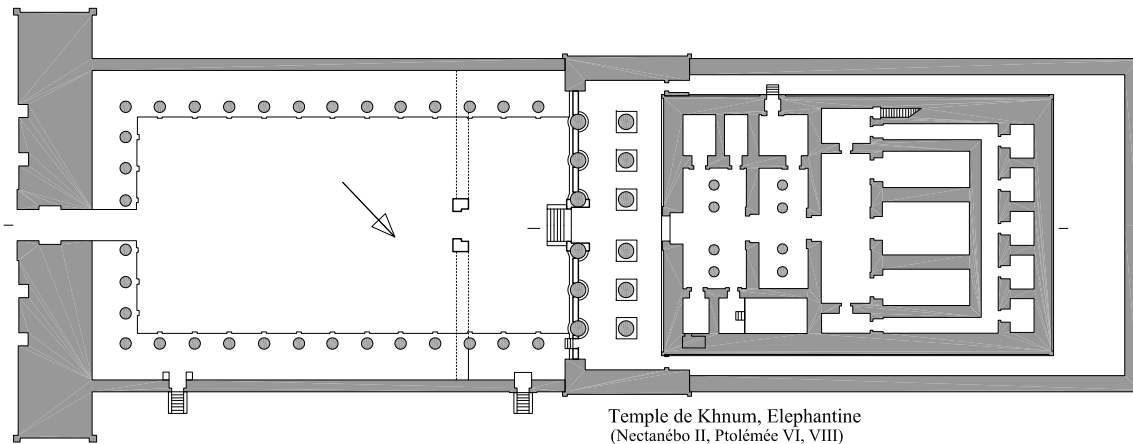 Temple de Khnum, Elephantine
(Nectanébo II, Ptolémée VI, VIII)